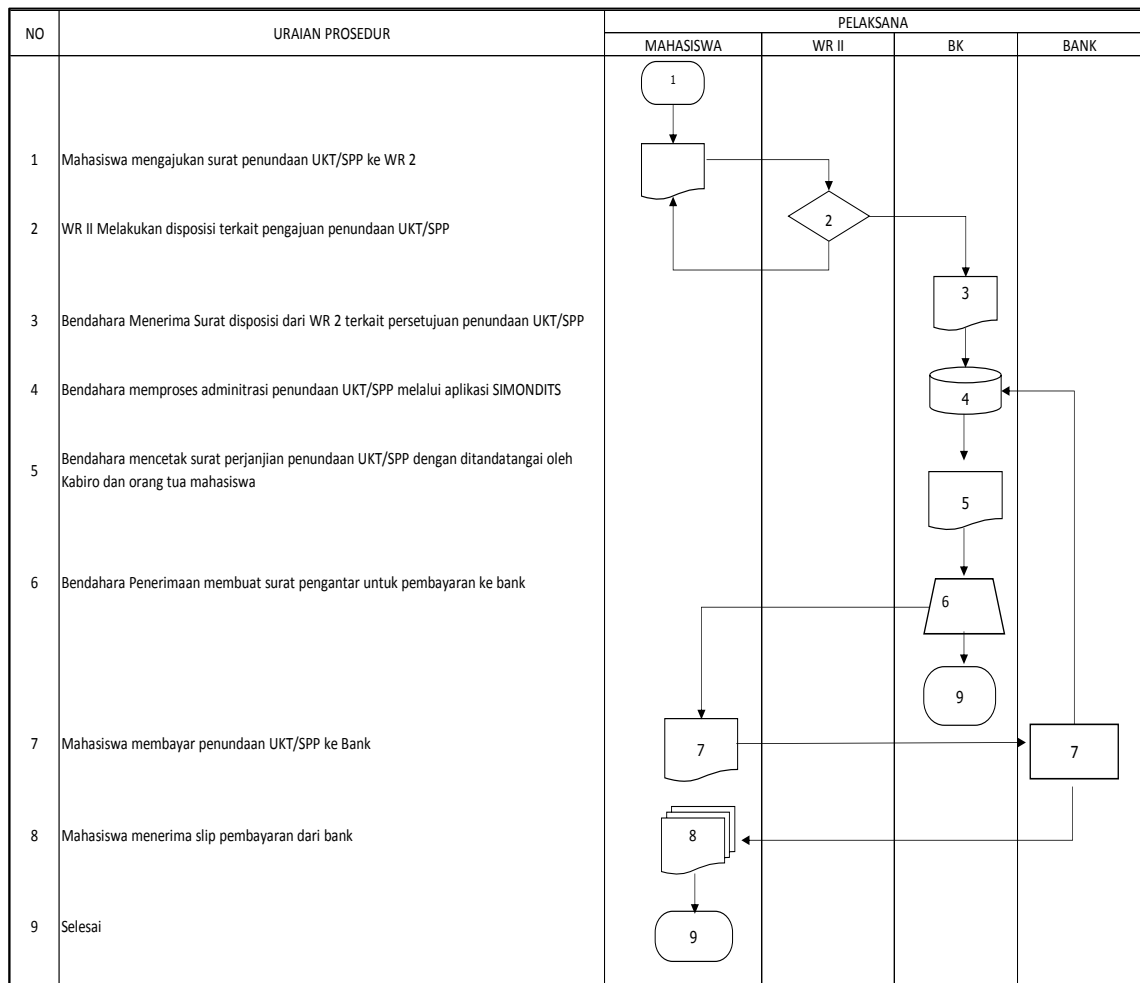 NO
URAIAN PROSEDUR
PELAKSANA
MAHASISWA
WR II
BK
BANK
1
1
Mahasiswa mengajukan surat penundaan UKT/SPP ke WR 2
2
WR II Melakukan disposisi terkait pengajuan penundaan UKT/SPP
2
3
Bendahara Menerima Surat disposisi dari WR 2 terkait persetujuan penundaan UKT/SPP
3
4
Bendahara memproses adminitrasi penundaan UKT/SPP melalui aplikasi SIMONDITS
4
5
Bendahara mencetak surat perjanjian penundaan UKT/SPP dengan ditandatangai oleh
Kabiro dan orang tua mahasiswa
5
6
Bendahara Penerimaan membuat surat pengantar untuk pembayaran ke bank
6
9
7
Mahasiswa membayar penundaan UKT/SPP ke Bank
7
7
8
Mahasiswa menerima slip pembayaran dari bank
8
9
Selesai
9